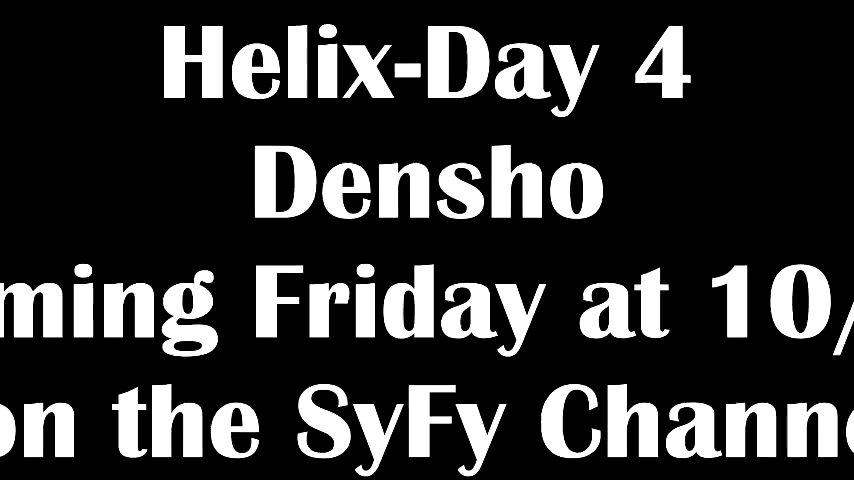 Helix-Day 4
Densho
ming Friday at 10/
on the SyFy Chann